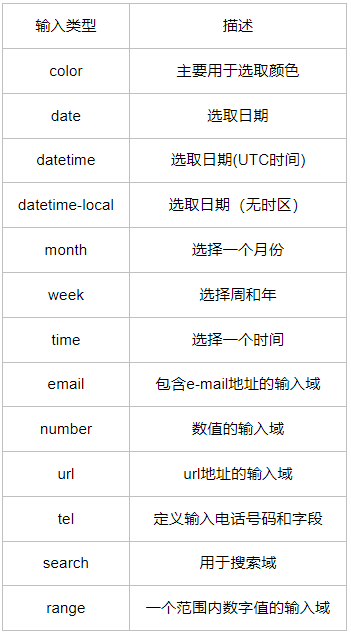 输入类型 描述
color 主要用于选取颜色
date 选取日期
datetime 选取日期(UTC时间)
datetime-local 选取日期（无时区）
month 选择一个月份
week 选择周和年
time 选择一个时间
email 包含e-mail地址的输入域
number 数值的输入域
url url地址的输入域
tel 定义输入电话号码和字段
search 用于搜索域
range 一个范围内数字值的输入域